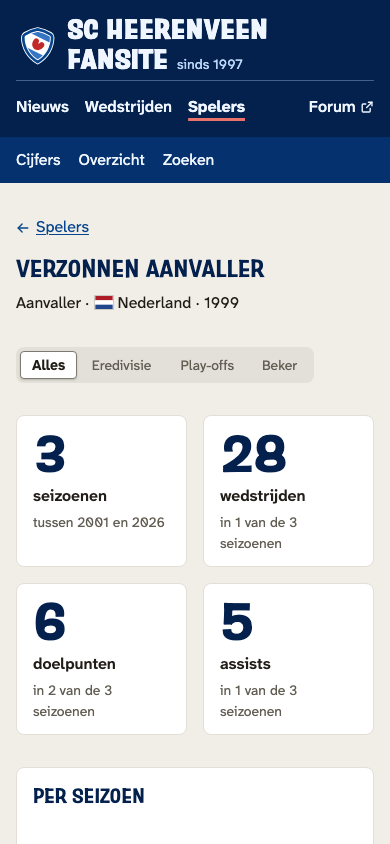 SC HEERENVEEN
FANSITE sinds 1997
Nieuws Wedstrijden Spelers Forum
Cijfers Overzicht Zoeken
← Spelers
VERZONNEN AANVALLER
Aanvaller · Nederland · 1999
Alles Eredivisie Play-offs Beker
3
seizoenen
tussen 2001 en 2026
28
wedstrijden
in 1 van de 3
seizoenen
6
doelpunten
in 2 van de 3
seizoenen
5
assists
in 1 van de 3
seizoenen
PER SEIZOEN